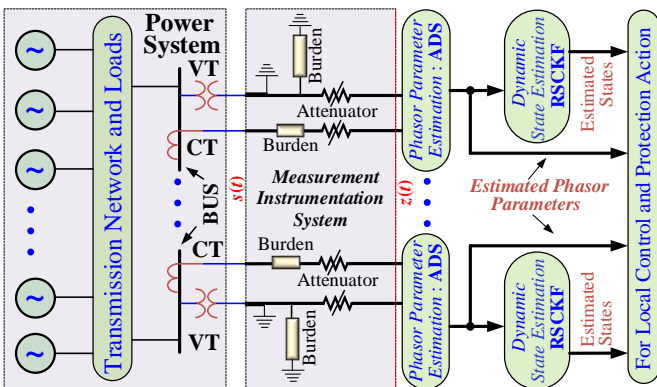 Power
System
VT
CT
BUS
CT
VT
Transmission Network and Loads
s(t)
Burden
Attenuator
Burden
Measurement
Instrumentation
System
Burden
Attenuator
Burden
z(t)
Phasor Parameter
Estimation : ADS
Phasor Parameter
Estimation : ADS
Dynamic
State Estimation
RSCKF
Estimated
States
Estimated Phasor
Parameters
Dynamic
State Estimation
RSCKF
Estimated
States
For Local Control and Protection Action